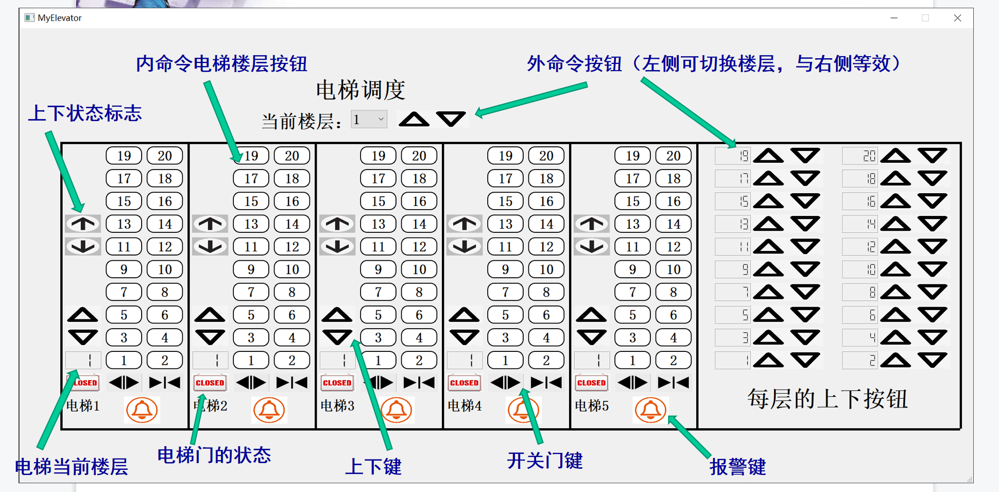 MyElevator
内命令电梯楼层按钮
外命令按钮（左侧可切换楼层，与右侧等效）
电梯调度
上下状态标志
当前楼层： 1
19 20 19 20 19 20 19 20 19 20 19 20
17 18 17 18 17 18 17 18 17 18 17 18
15 16 15 16 15 16 15 16 15 16 15 16
13 14 13 14 13 14 13 14 13 14 13 14
11 12 11 12 11 12 11 12 11 12 11 12
9 10 9 10 9 10 9 10 9 10 9 10
7 8 7 8 7 8 7 8 7 8 7 8
5 6 5 6 5 6 5 6 5 6 5 6
3 4 3 4 3 4 3 4 3 4 3 4
1 1 2 1 1 2 1 1 2 1 1 2 1 1 2 1 2
CLOSED CLOSED CLOSED CLOSED CLOSED
电梯1 电梯2 电梯3 电梯4 电梯5 每层的上下按钮
电梯当前楼层
电梯门的状态
上下键
开关门键
报警键